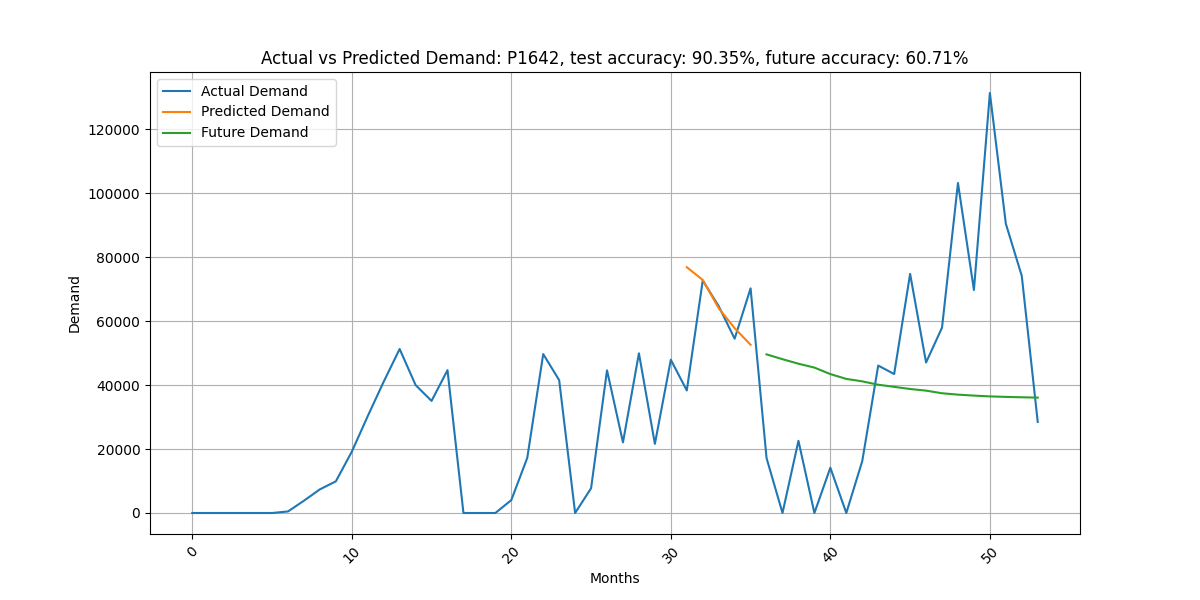 Actual vs Predicted Demand: P1642, test accuracy: 90.35%, future accuracy: 60.71%
Actual Demand
Predicted Demand
Future Demand
120000
100000
80000
60000
40000
20000
0
Demand
0
10
20
30
40
50
Months